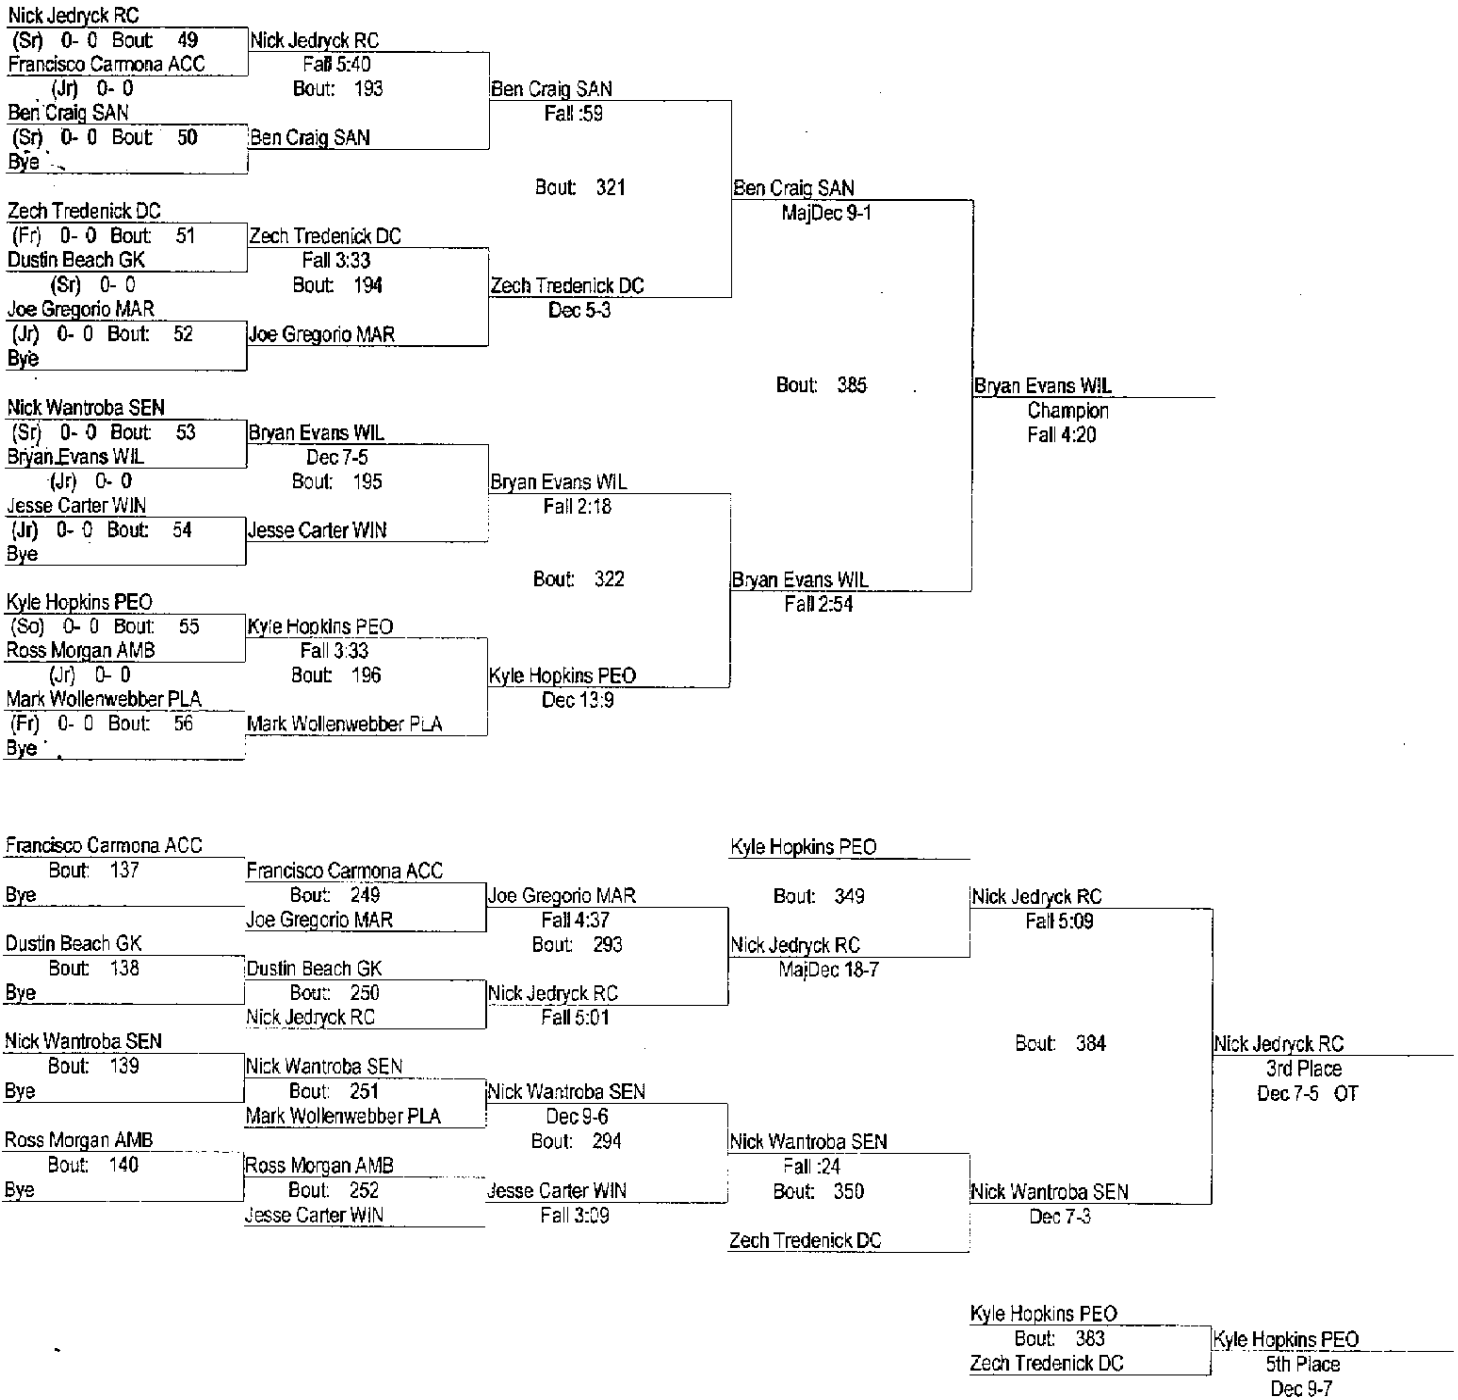 Nick Jedryck RC
(Sr) 0- 0 Bout: 49
Francisco Carmona ACC
(Jr) 0- 0
Ben Craig SAN
(Sr) 0- 0 Bout: 50
Bye
Zech Tredenick DC
(Fr) 0- 0 Bout: 51
Dustin Beach GK
(Sr) 0- 0
Joe Gregorio MAR
(Jr) 0- 0 Bout: 52
Bye
Nick Wantroba SEN
(Sr) 0- 0 Bout: 53
Bryan Evans WIL
(Jr) 0- 0
Jesse Carter WIN
(Jr) 0- 0 Bout: 54
Bye
Kyle Hopkins PEO
(So) 0- 0 Bout: 55
Ross Morgan AMB
(Jr) 0- 0
Mark Wollenwebber PLA
(Fr) 0- 0 Bout: 56
Bye
Nick Jedryck RC
Fall 5:40
Bout: 193
Ben Craig SAN
Zech Tredenick DC
Fall 3:33
Bout: 194
Joe Gregorio MAR
Bryan Evans WIL
Dec 7-5
Bout: 195
Jesse Carter WIN
Kyle Hopkins PEO
Fall 3:33
Bout: 196
Mark Wollenwebber PLA
Ben Craig SAN
Fall :59
Bout: 321
Zech Tredenick DC
Dec 5-3
Bryan Evans WIL
Fall 2:18
Bout: 322
Kyle Hopkins PEO
Dec 13:9
Ben Craig SAN
MajDec 9-1
Bout: 385
Bryan Evans WIL
Fall 2:54
Bryan Evans WIL
Champion
Fall 4:20
Francisco Carmona ACC
Bout: 137
Bye
Dustin Beach GK
Bout: 138
Bye
Nick Wantroba SEN
Bout: 139
Bye
Ross Morgan AMB
Bout: 140
Bye
Francisco Carmona ACC
Bout: 249
Joe Gregorio MAR
Dustin Beach GK
Bout: 250
Nick Jedryck RC
Nick Wantroba SEN
Bout: 251
Mark Wollenwebber PLA
Ross Morgan AMB
Bout: 252
Jesse Carter WIN
Joe Gregorio MAR
Fall 4:37
Bout: 293
Nick Jedryck RC
Fall 5:01
Nick Wantroba SEN
Dec 9-6
Bout: 294
Jesse Carter WIN
Fall 3:09
Kyle Hopkins PEO
Bout: 349
Nick Jedryck RC
MajDec 18-7
Nick Wantroba SEN
Fall :24
Bout: 350
Zech Tredenick DC
Nick Jedryck RC
Fall 5:09
Bout: 384
Nick Wantroba SEN
Dec 7-3
Nick Jedryck RC
3rd Place
Dec 7-5 OT
Kyle Hopkins PEO
Bout: 383
Zech Tredenick DC
Kyle Hopkins PEO
5th Place
Dec 9-7